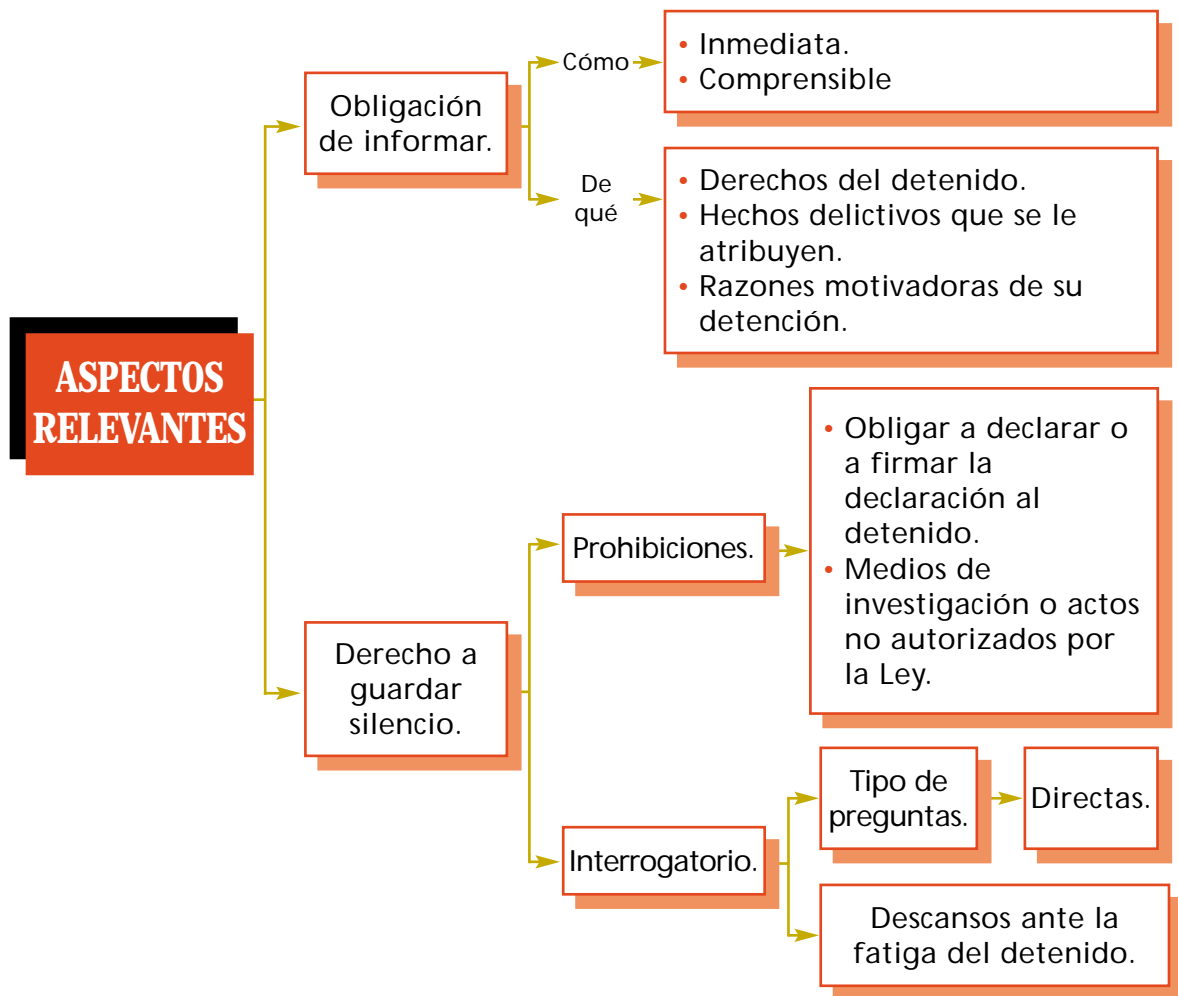 ASPECTOS
RELEVANTES
Obligación
de informar.
Cómo
• Inmediata.
• Comprensible
De
qué
• Derechos del detenido.
• Hechos delictivos que se le
atribuyen.
• Razones motivadoras de su
detención.
Derecho a
guardar
silencio.
Prohibiciones.
• Obligar a declarar o
a firmar la
declaración al
detenido.
• Medios de
investigación o actos
no autorizados por
la Ley.
Interrogatorio.
Tipo de
preguntas.
Directas.
Descansos ante la
fatiga del detenido.